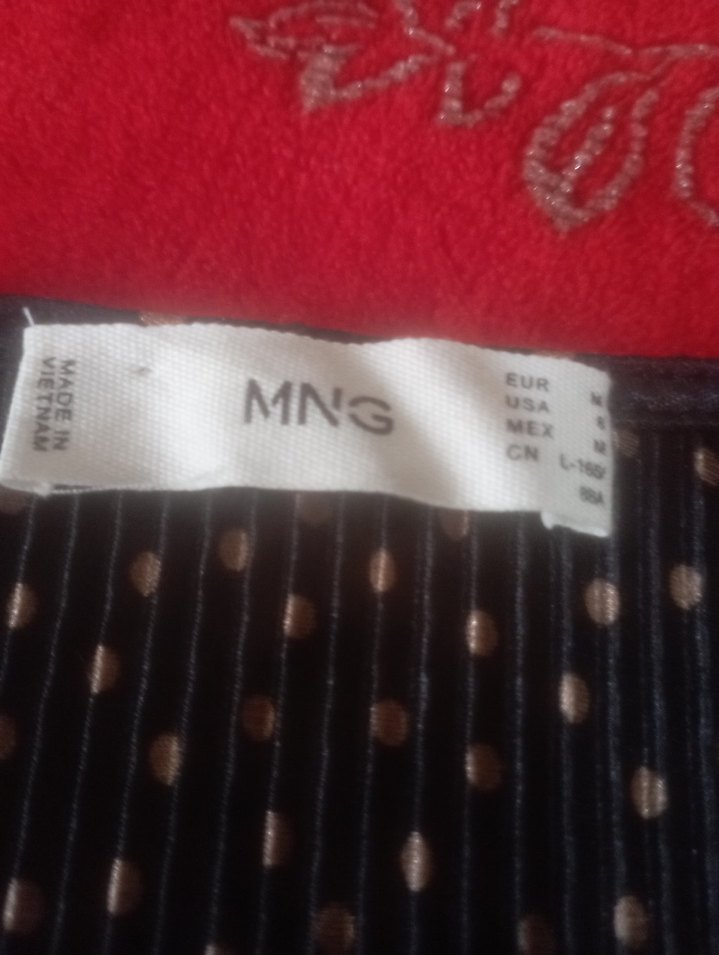 MADE IN
VIETNAM
MNG
EUR M
USA 6
MEX M
CN L-165/
88A